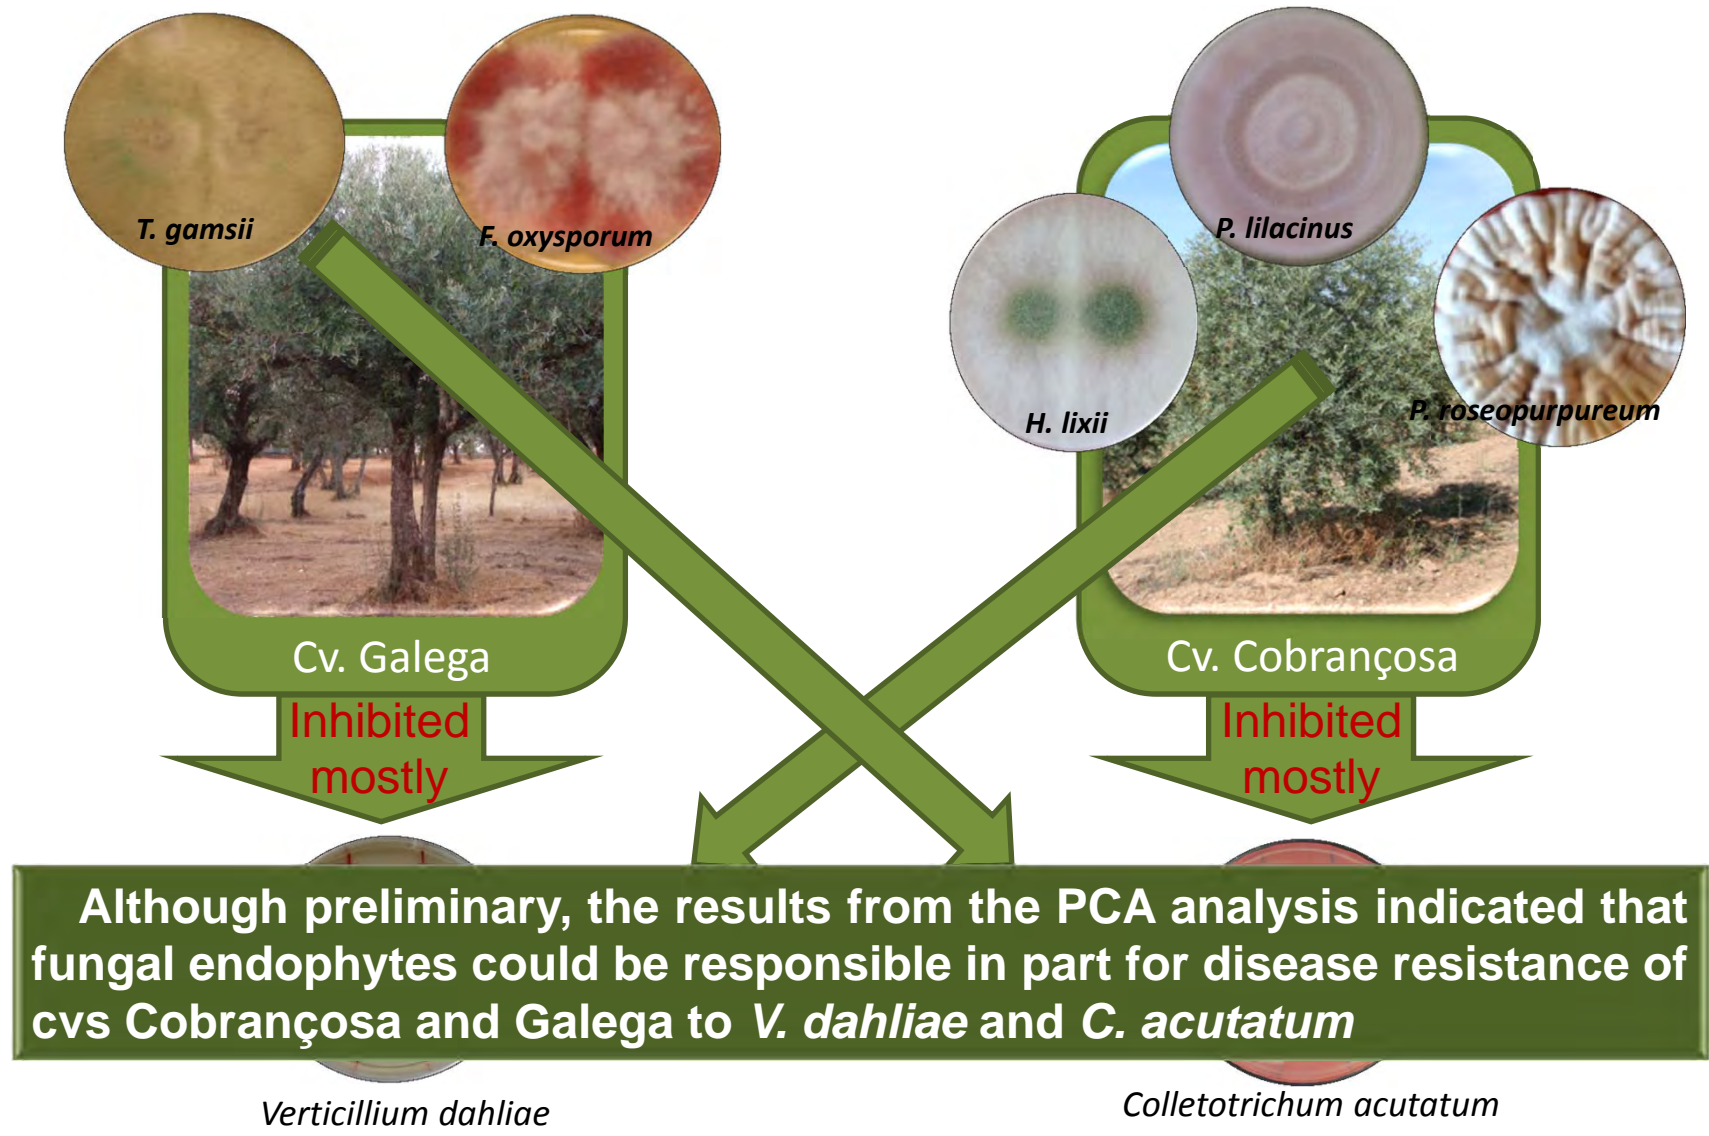 T. gamsii
F. oxysporum
P. lilacinus
H. lixii
P. roseopurpureum
Cv. Galega
Cv. Cobrançosa
Inhibited
mostly
Inhibited
mostly
Although preliminary, the results from the PCA analysis indicated that
fungal endophytes could be responsible in part for disease resistance of
cvs Cobrançosa and Galega to V. dahliae and C. acutatum
Verticillium dahliae
Colletotrichum acutatum